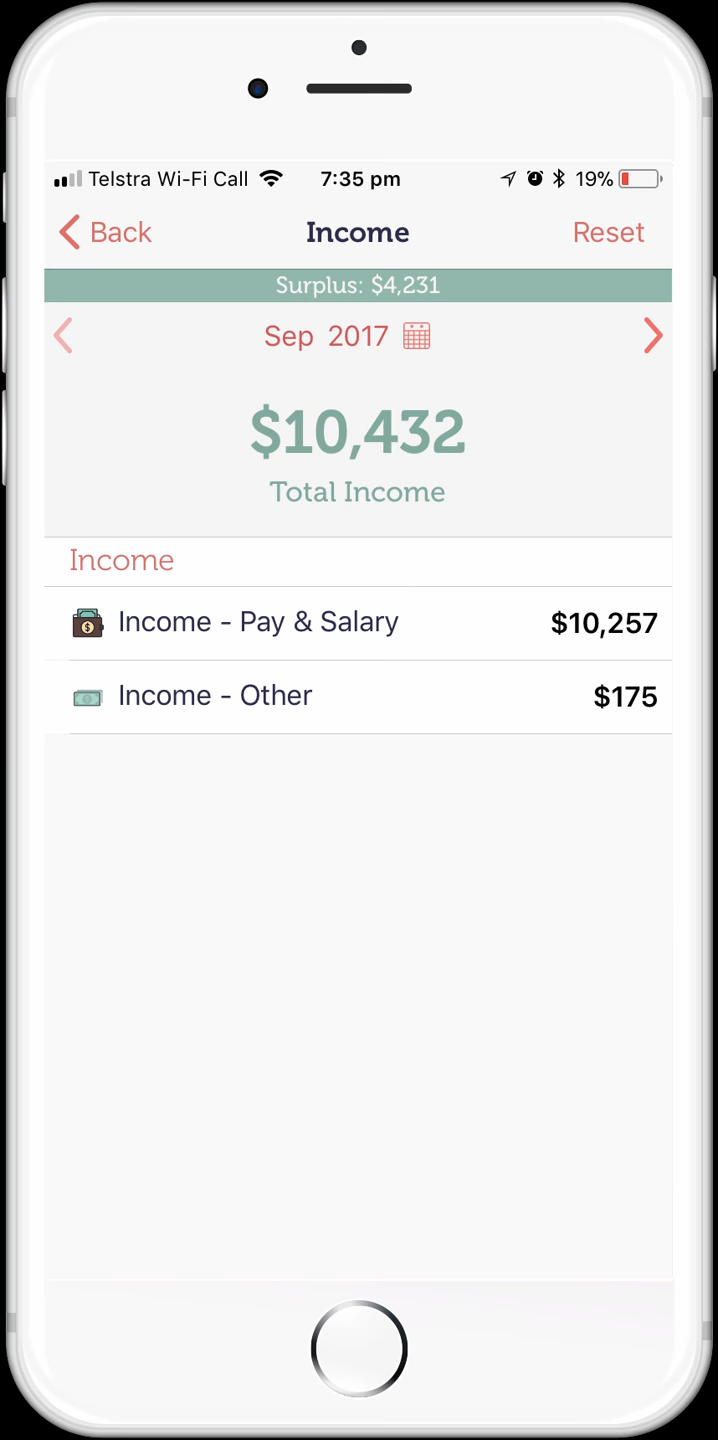 Telstra Wi-Fi Call 7:35 pm 19%
Back Income Reset
Surplus: $4,231
Sep 2017
$10,432
Total Income
Income
Income - Pay & Salary $10,257
Income - Other $175